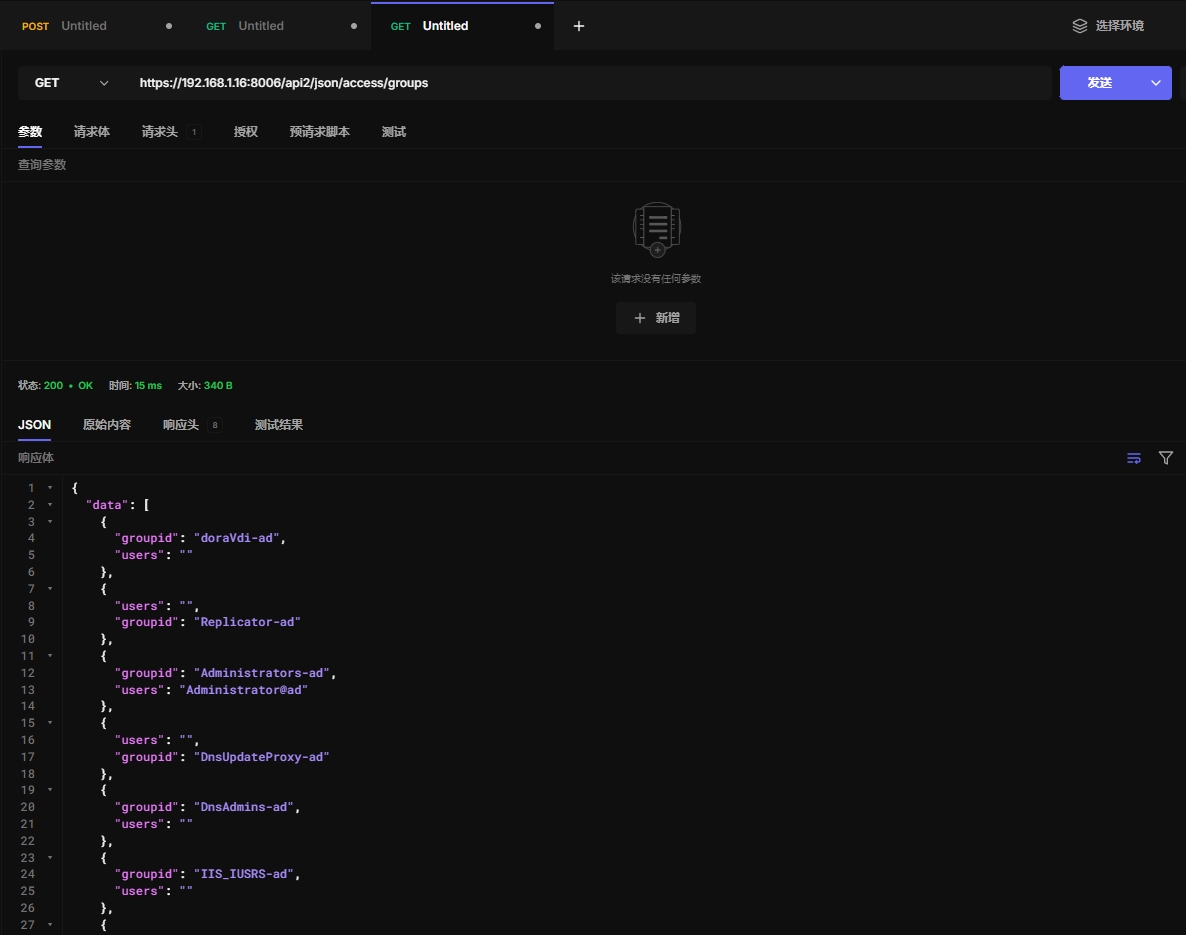 POST Untitled GET Untitled GET Untitled + 选择环境
GET https://192.168.1.16:8006/api2/json/access/groups 发送
参数 请求体 请求头 1 授权 预请求脚本 测试
查询参数
该请求没有任何参数
+ 新增
状态: 200 • OK 时间: 15 ms 大小: 340 B
JSON 原始内容 响应头 8 测试结果
响应体
1 {
2 "data": [
3 {
4 "groupid": "doraVdi-ad",
5 "users": ""
6 },
7 {
8 "users": "",
9 "groupid": "Replicator-ad"
10 },
11 {
12 "groupid": "Administrators-ad",
13 "users": "Administrator@ad"
14 },
15 {
16 "users": "",
17 "groupid": "DnsUpdateProxy-ad"
18 },
19 {
20 "groupid": "DnsAdmins-ad",
21 "users": ""
22 },
23 {
24 "groupid": "IIS_IUSRS-ad",
25 "users": ""
26 },
27 {